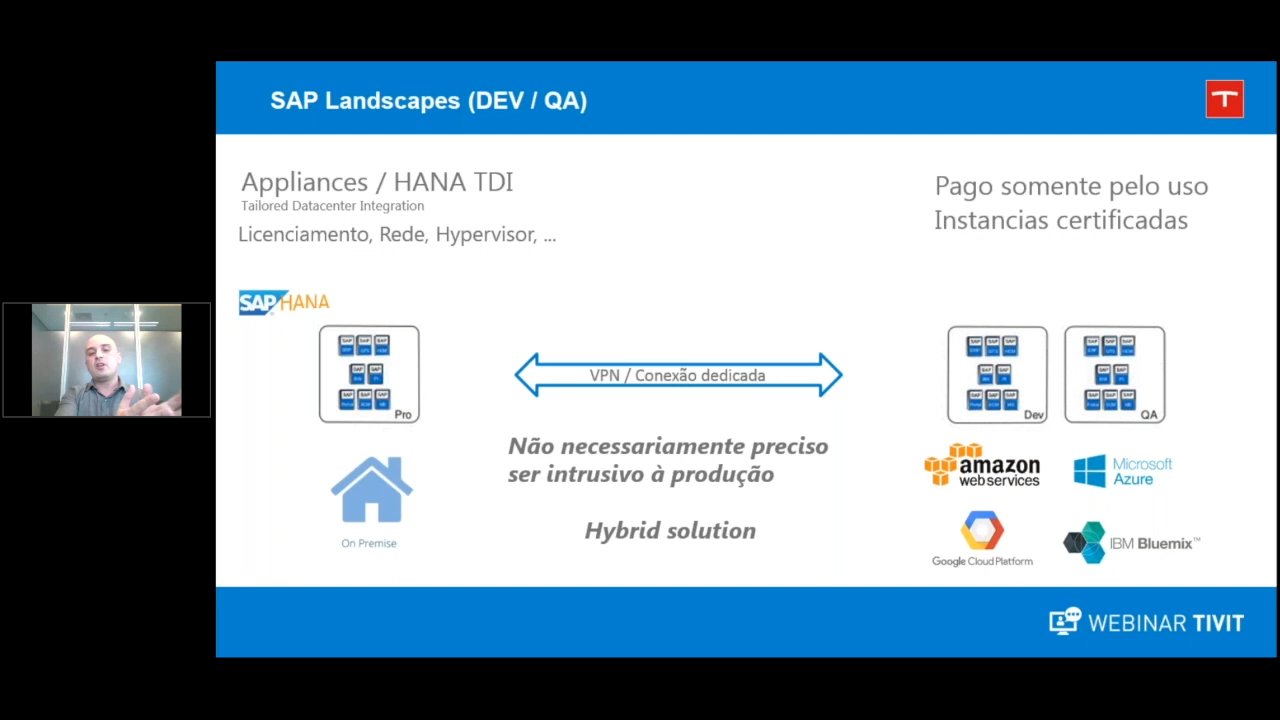 SAP Landscapes (DEV / QA)
Appliances / HANA TDI
Tailored Datacenter Integration
Licenciamento, Rede, Hypervisor, ...
Pago somente pelo uso
Instancias certificadas
SAP HANA
Pro
VPN / Conexão dedicada
Dev
QA
Não necessariamente preciso
ser intrusivo à produção
Hybrid solution
On Premise
amazon
web services
Microsoft
Azure
Google Cloud Platform
IBM Bluemix™
WEBINAR TIVIT